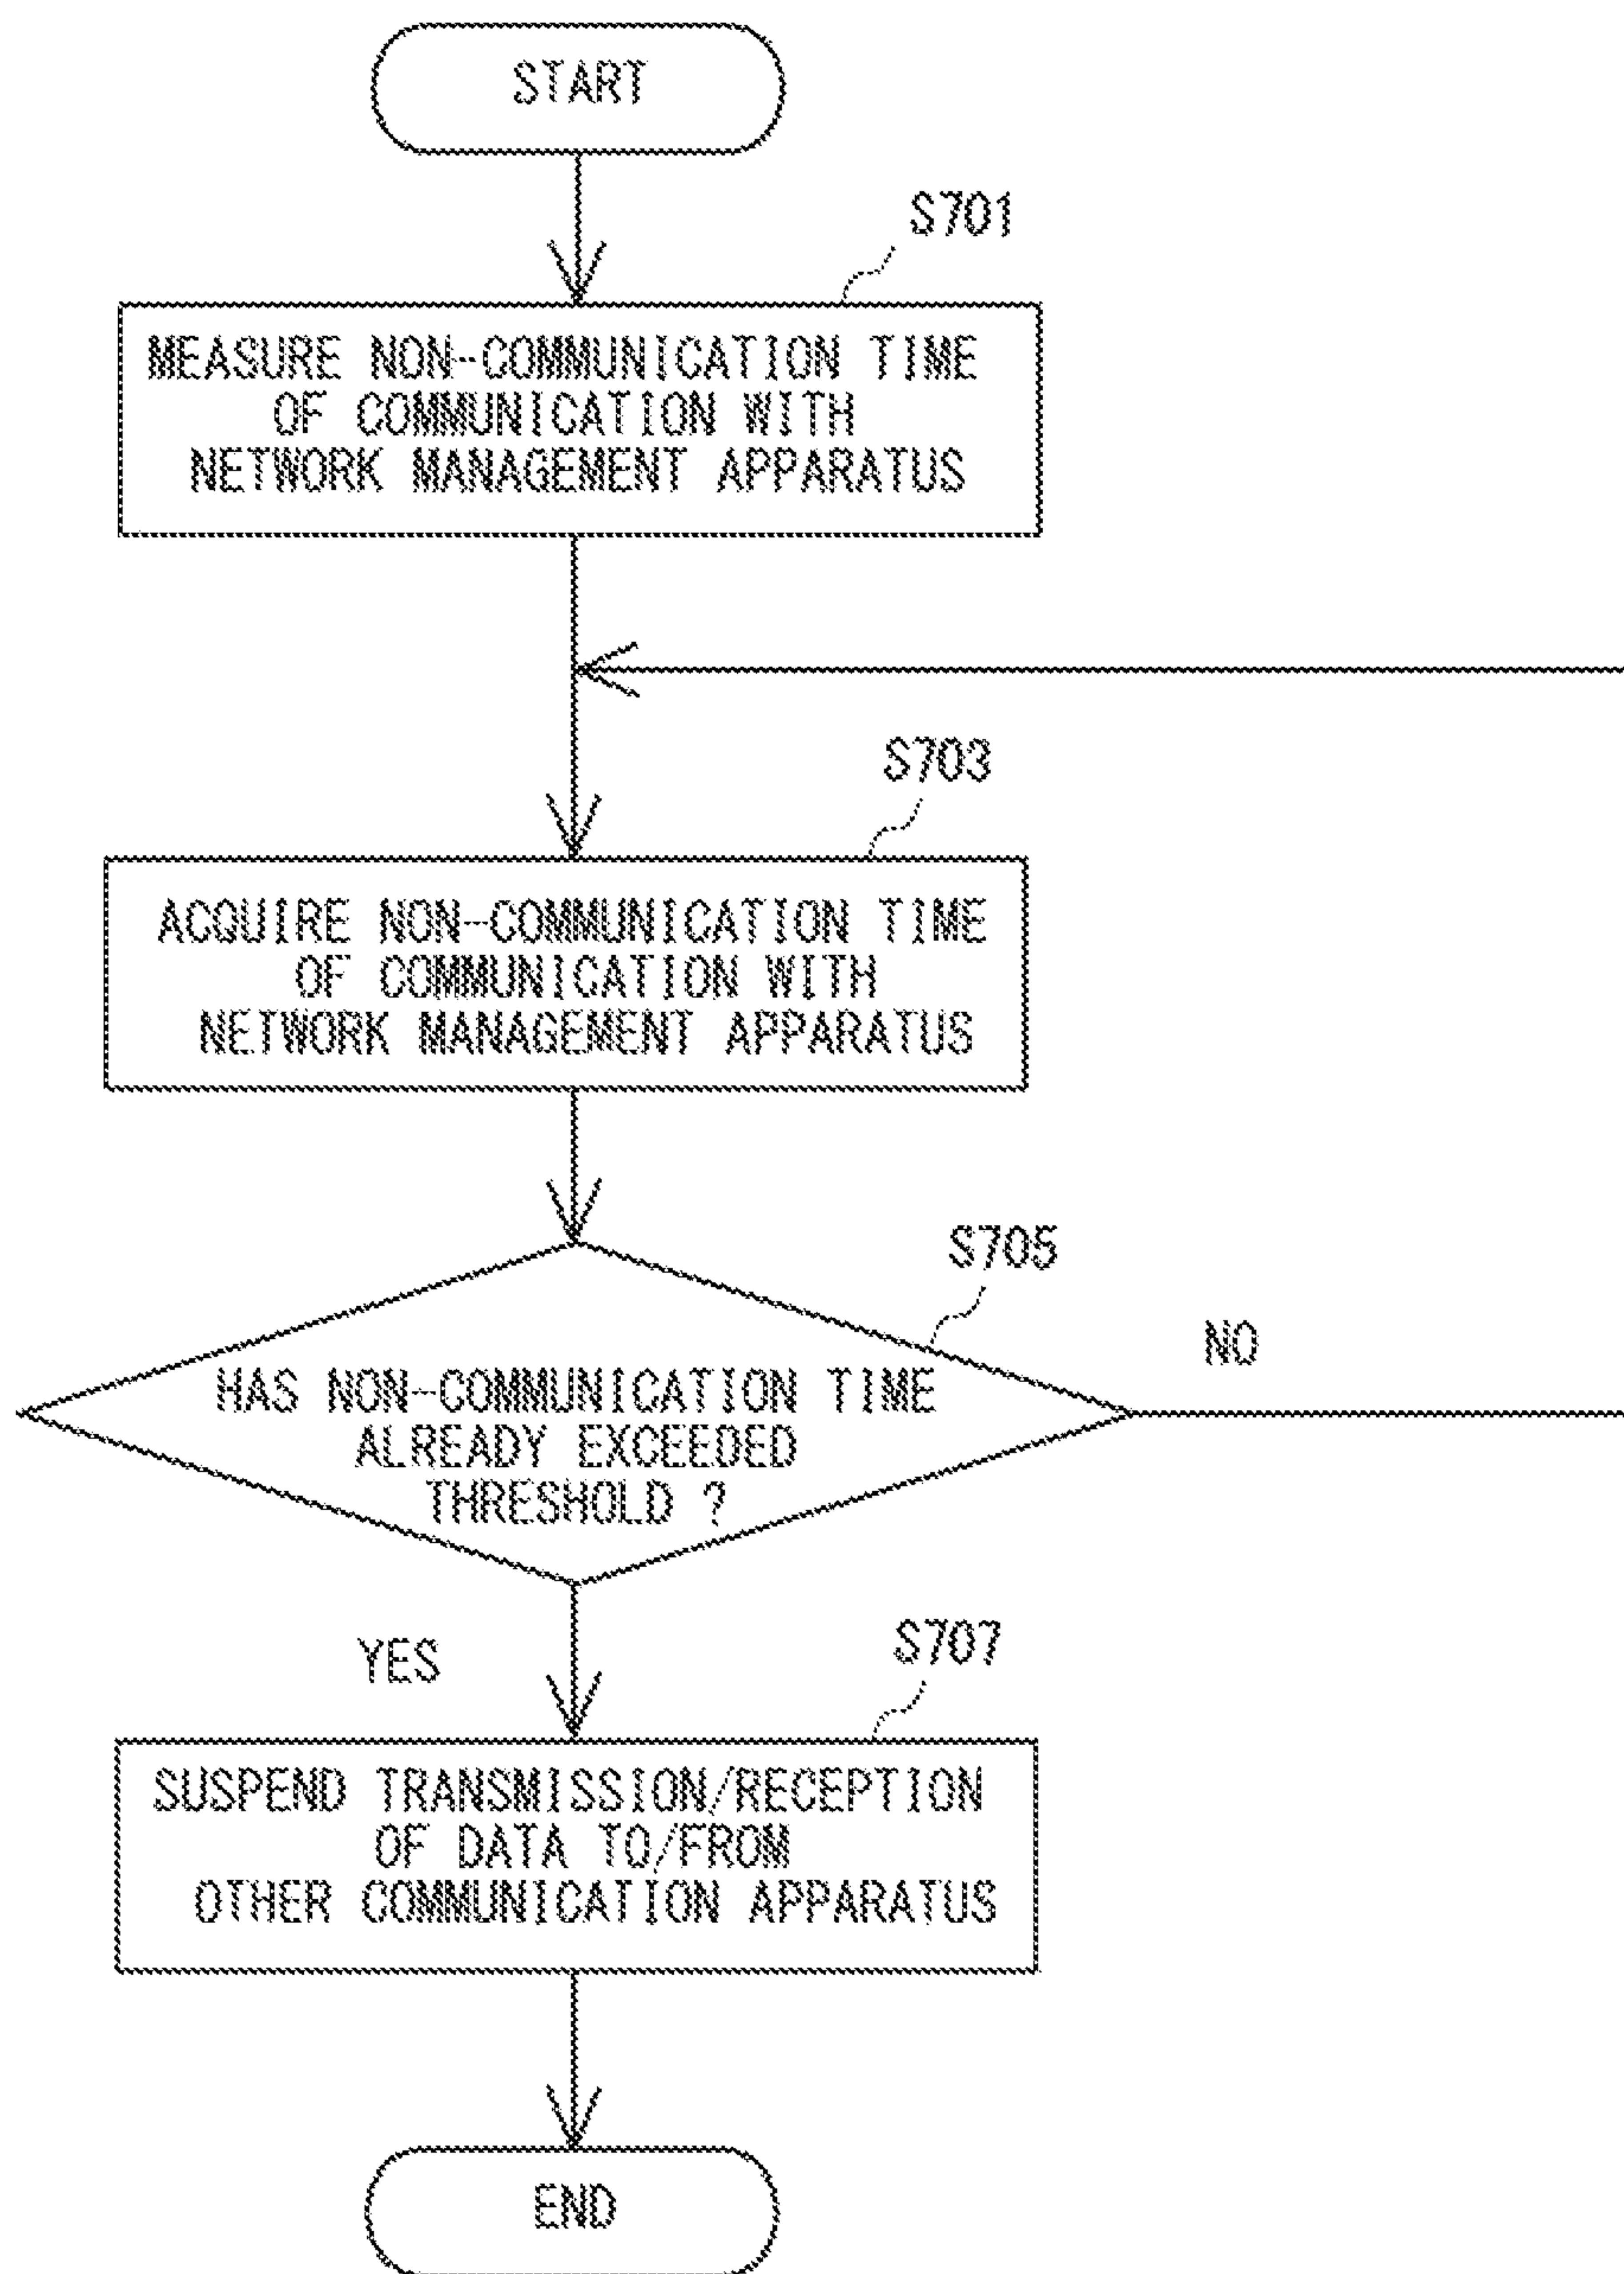 START
S701
MEASURE NON-COMMUNICATION TIME
OF COMMUNICATION WITH
NETWORK MANAGEMENT APPARATUS
S703
ACQUIRE NON-COMMUNICATION TIME
OF COMMUNICATION WITH
NETWORK MANAGEMENT APPARATUS
S705
NO
HAS NON-COMMUNICATION TIME
ALREADY EXCEEDED
THRESHOLD ?
YES
S707
SUSPEND TRANSMISSION/RECEPTION
OF DATA TO/FROM
OTHER COMMUNICATION APPARATUS
END